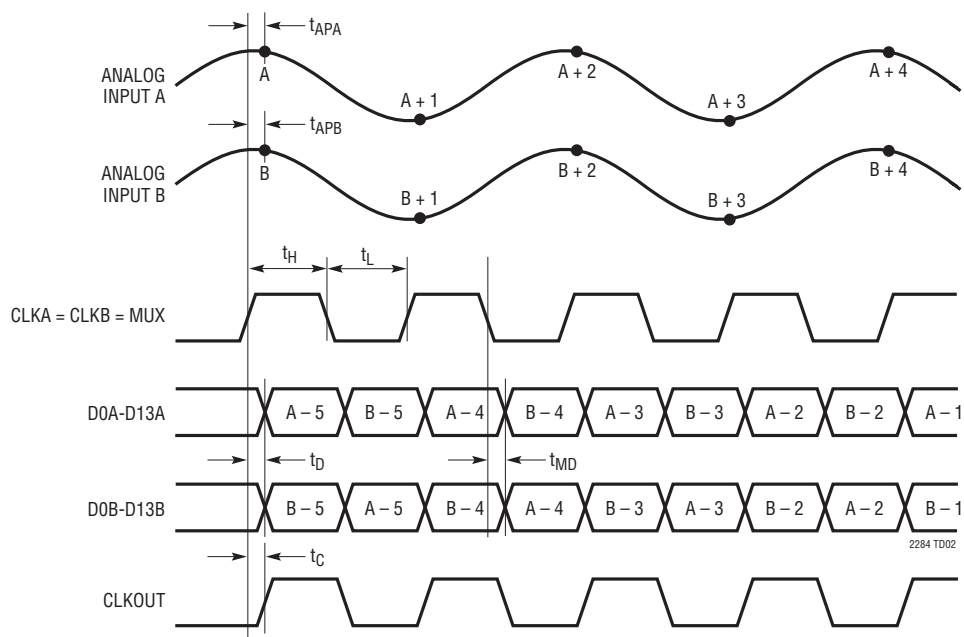 tAPA
ANALOG
INPUT A
A
A + 1
A + 2
A + 3
A + 4
tAPB
ANALOG
INPUT B
B
B + 1
B + 2
B + 3
B + 4
tH
tL
CLKA = CLKB = MUX
D0A-D13A
A – 5
B – 5
A – 4
B – 4
A – 3
B – 3
A – 2
B – 2
A – 1
tD
tMD
D0B-D13B
B – 5
A – 5
B – 4
A – 4
B – 3
A – 3
B – 2
A – 2
B – 1
2284 TD02
tC
CLKOUT